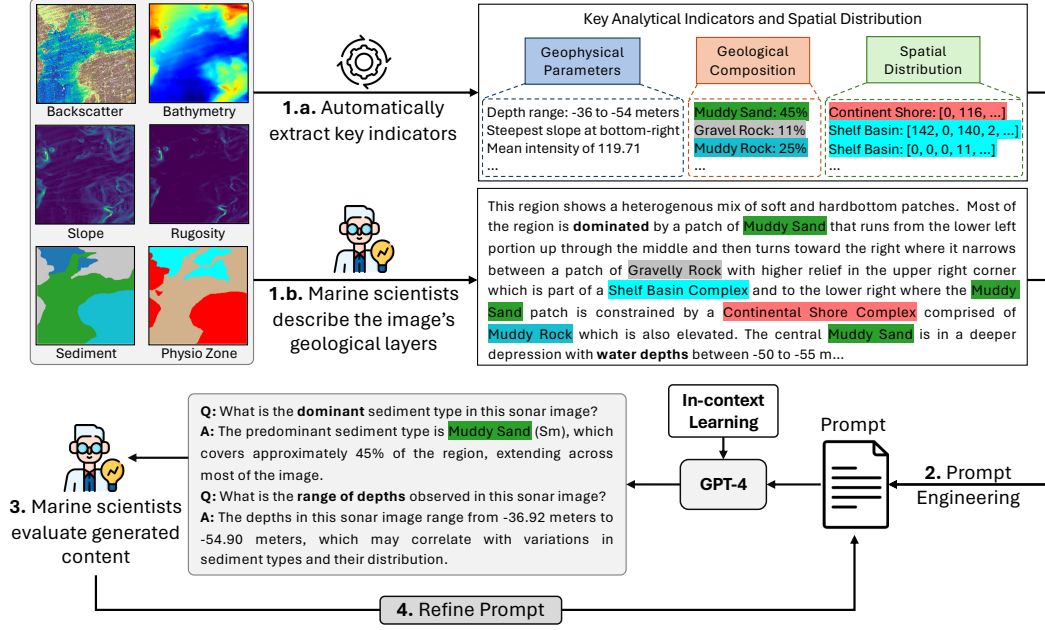 Backscatter
Bathymetry
Slope
Rugosity
Sediment
Physio Zone
1.a. Automatically
extract key indicators
1.b. Marine scientists
describe the image's
geological layers
Key Analytical Indicators and Spatial Distribution
Geophysical
Parameters
Geological
Composition
Spatial
Distribution
Depth range: -36 to -54 meters
Steepest slope at bottom-right
Mean intensity of 119.71
...
Muddy Sand: 45%
Gravel Rock: 11%
Muddy Rock: 25%
...
Continent Shore: [0, 116, ...]
Shelf Basin: [142, 0, 140, 2, ...]
Shelf Basin: [0, 0, 0, 11, ...]
...
This region shows a heterogenous mix of soft and hardbottom patches. Most of
the region is dominated by a patch of Muddy Sand that runs from the lower left
portion up through the middle and then turns toward the right where it narrows
between a patch of Gravelly Rock with higher relief in the upper right corner
which is part of a Shelf Basin Complex and to the lower right where the Muddy
Sand patch is constrained by a Continental Shore Complex comprised of
Muddy Rock which is also elevated. The central Muddy Sand is in a deeper
depression with water depths between -50 to -55 m...
Q: What is the dominant sediment type in this sonar image?
A: The predominant sediment type is Muddy Sand (Sm), which
covers approximately 45% of the region, extending across
most of the image.
Q: What is the range of depths observed in this sonar image?
A: The depths in this sonar image range from -36.92 meters to
-54.90 meters, which may correlate with variations in
sediment types and their distribution.
In-context
Learning
GPT-4
Prompt
2. Prompt
Engineering
3. Marine scientists
evaluate generated
content
4. Refine Prompt